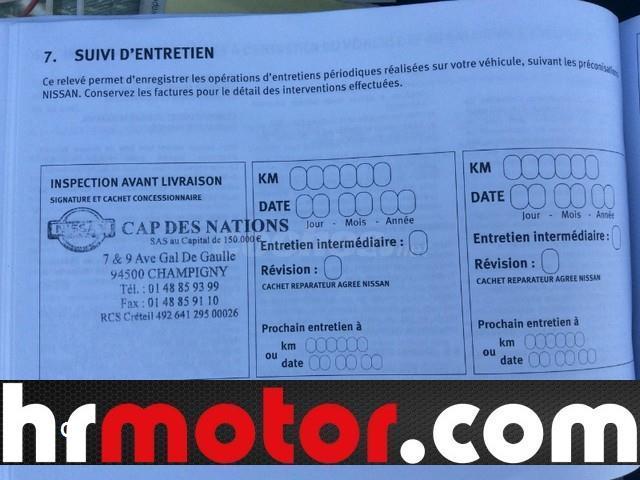 7. SUIVI D'ENTRETIEN
Ce relevé permet d'enregistrer les opérations d'entretiens périodiques réalisées sur votre véhicule, suivant les préconisations
NISSAN. Conservez les factures pour le détail des interventions effectuées.
INSPECTION AVANT LIVRAISON
SIGNATURE ET CACHET CONCESSIONNAIRE
NISSAN
CAP DES NATIONS
SAS au Capital de 150.000 €
7 & 9 Ave Gal De Gaulle
94500 CHAMPIGNY
Tél. : 01 48 85 93 99
Fax : 01 48 85 91 10
RCS Créteil 492 641 295 00026
KM
DATE
Jour - Mois - Année
Entretien intermédiaire :
Révision :
CACHET REPARATEUR AGREE NISSAN
Prochain entretien à
km
ou
date
KM
DATE
Jour - Mois - Année
Entretien intermédiaire :
Révision :
CACHET REPARATEUR AGREE NISSAN
Prochain entretien à
km
ou
date
hrmotor.com